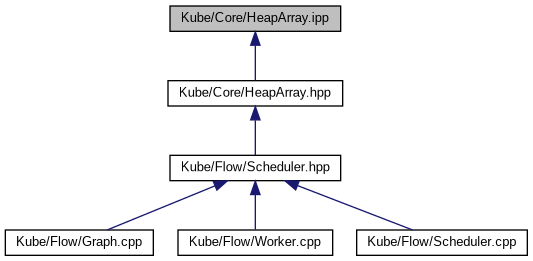 Kube/Core/HeapArray.ipp
Kube/Core/HeapArray.hpp
Kube/Flow/Scheduler.hpp
Kube/Flow/Graph.cpp
Kube/Flow/Worker.cpp
Kube/Flow/Scheduler.cpp